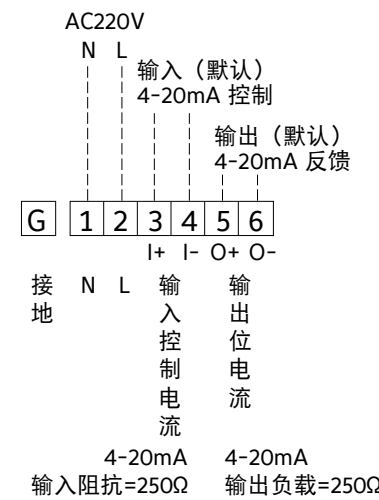 AC220V
N L
输入（默认）
4-20mA 控制
输出（默认）
4-20mA 反馈
G 1 2 3 4 5 6
I+ I- O+ O-
接地 N L 输入控制电流 输出位电流
4-20mA 4-20mA
输入阻抗=250Ω 输出负载=250Ω